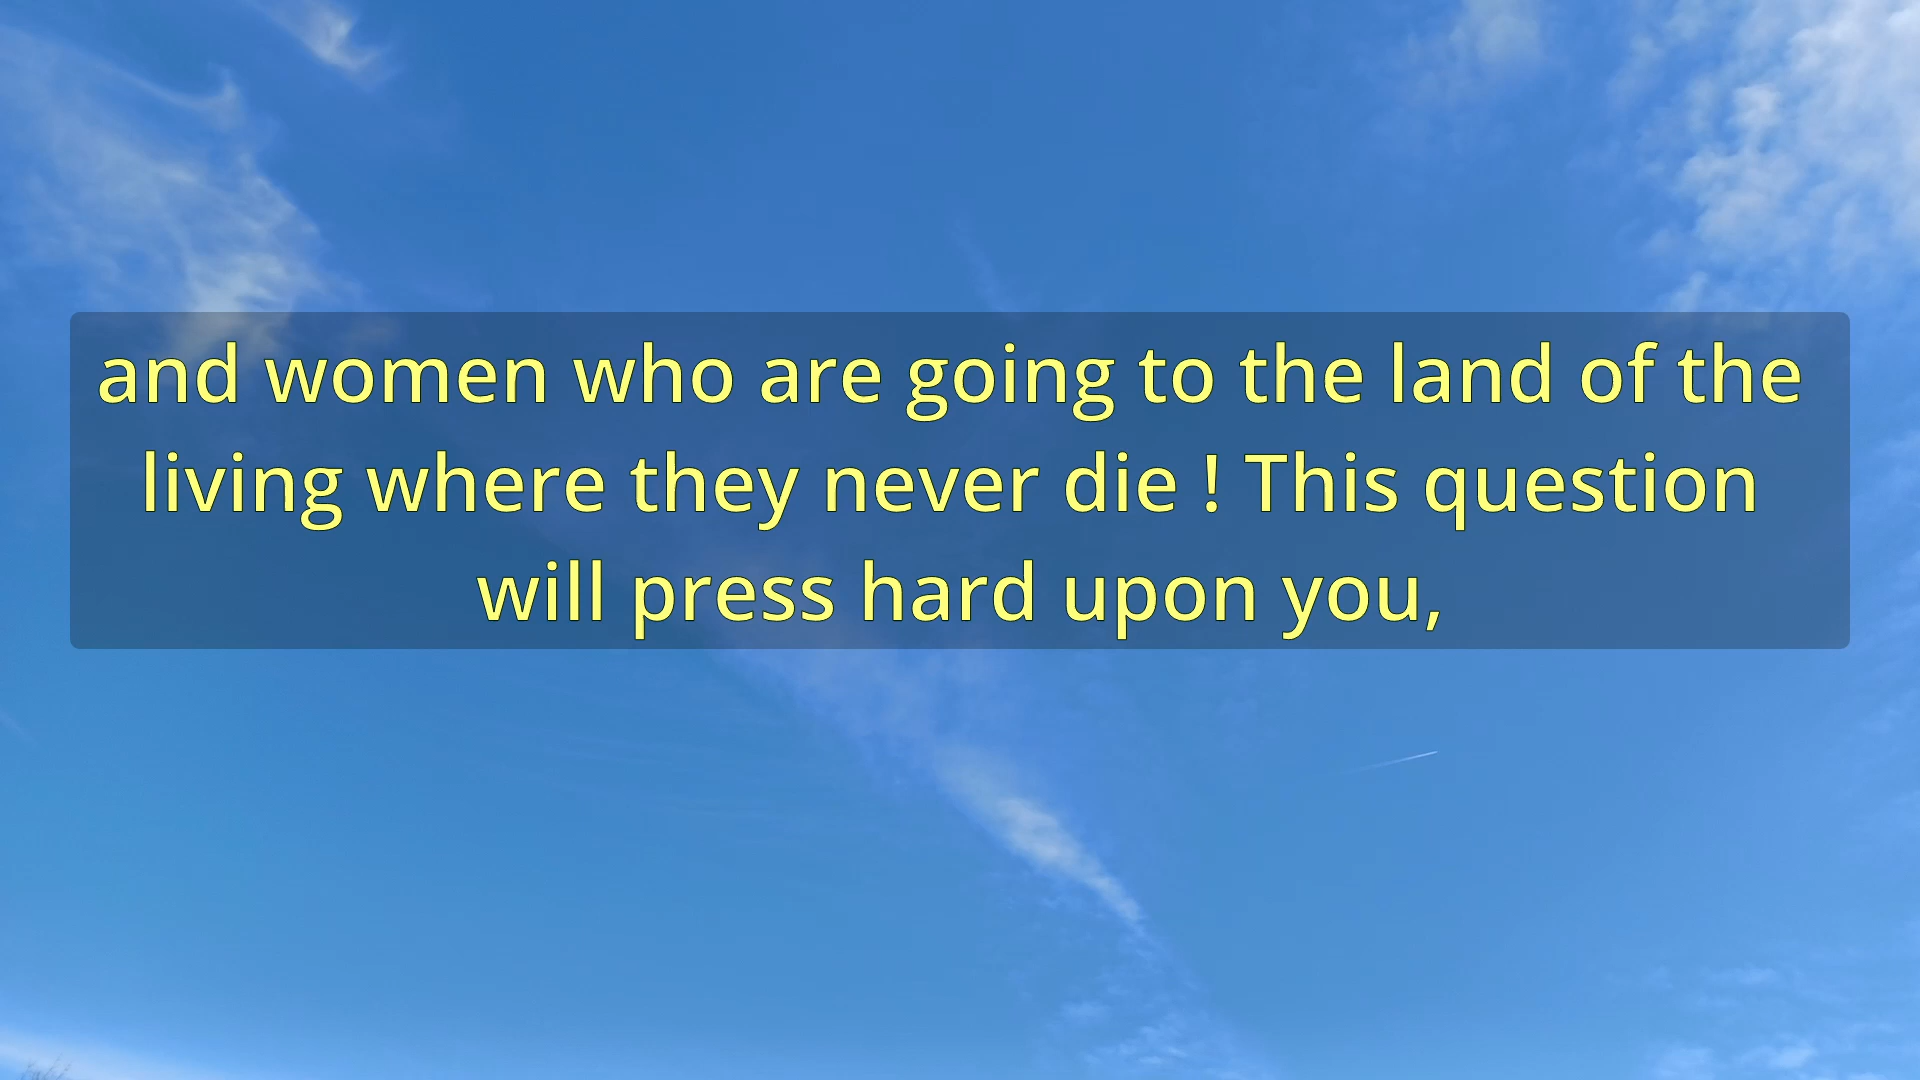 and women who are going to the land of the
living where they never die ! This question
will press hard upon you,